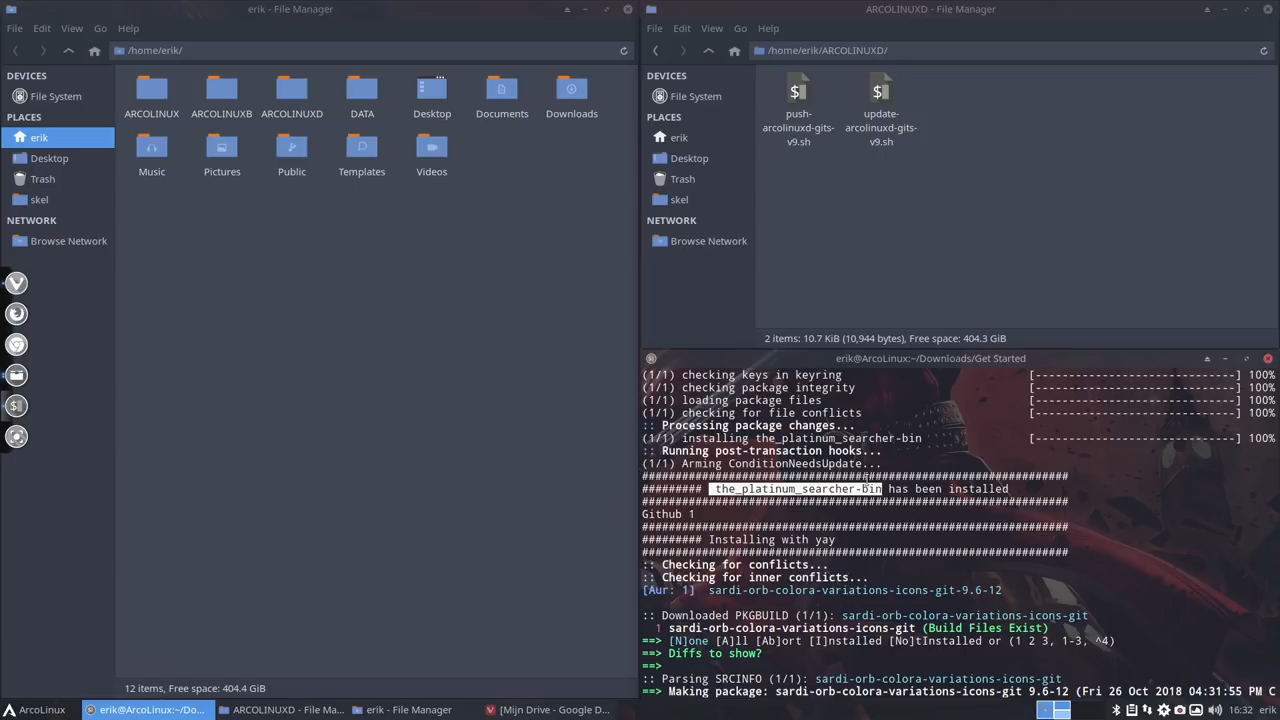 erik - File Manager
File Edit View Go Help
/home/erik/
DEVICES
File System
PLACES
erik
Desktop
Trash
skel
NETWORK
Browse Network
ARCOLINUX ARCOLINUXB ARCOLINUXD DATA Desktop Documents Downloads
Music Pictures Public Templates Videos
12 items, Free space: 404.4 GiB
ARCOLINUXD - File Manager
File Edit View Go Help
/home/erik/ARCOLINUXD/
DEVICES
File System
PLACES
erik
Desktop
Trash
skel
NETWORK
Browse Network
push-
arcolinuxd-gits-
v9.sh
update-
arcolinuxd-gits-
v9.sh
2 items: 10.7 KiB (10,944 bytes), Free space: 404.3 GiB
erik@ArcoLinux:~/Downloads/Get Started
(1/1) checking keys in keyring [------------------------------] 100%
(1/1) checking package integrity [------------------------------] 100%
(1/1) loading package files [------------------------------] 100%
(1/1) checking for file conflicts [------------------------------] 100%
:: Processing package changes...
(1/1) installing the_platinum_searcher-bin [------------------------------] 100%
:: Running post-transaction hooks...
(1/1) Arming ConditionNeedsUpdate...
################################################################
######### the_platinum_searcher-bin has been installed
################################################################
Github 1
################################################################
######### Installing with yay
################################################################
:: Checking for conflicts...
:: Checking for inner conflicts...
[Aur: 1] sardi-orb-colora-variations-icons-git-9.6-12
:: Downloaded PKGBUILD (1/1): sardi-orb-colora-variations-icons-git
1 sardi-orb-colora-variations-icons-git (Build Files Exist)
==> [N]one [A]ll [Ab]ort [I]nstalled [No]tInstalled or (1 2 3, 1-3, ^4)
==> Diffs to show?
==>
:: Parsing SRCINFO (1/1): sardi-orb-colora-variations-icons-git
==> Making package: sardi-orb-colora-variations-icons-git 9.6-12 (Fri 26 Oct 2018 04:31:55 PM C
ArcoLinux erik@ArcoLinux:~/Do... ARCOLINUXD - File Ma... erik - File Manager [Mijn Drive - Google D... 16:32 erik